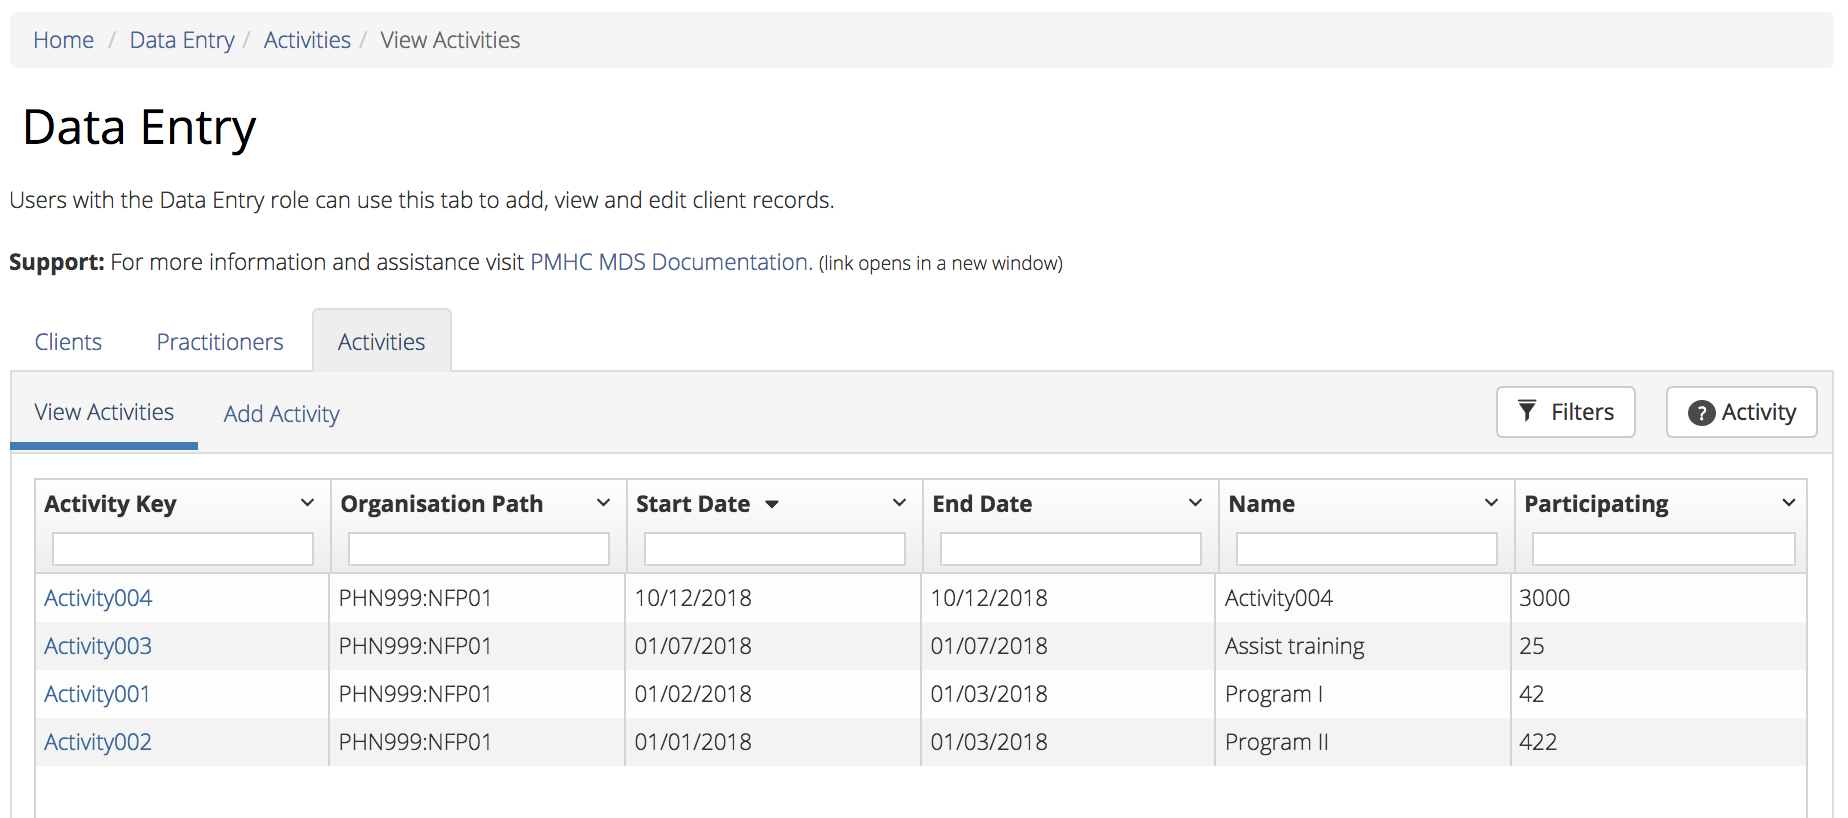 Home / Data Entry / Activities / View Activities
Data Entry
Users with the Data Entry role can use this tab to add, view and edit client records.
Support: For more information and assistance visit PMHC MDS Documentation. (link opens in a new window)
Clients Practitioners Activities
View Activities Add Activity Filters ? Activity
Activity Key Organisation Path Start Date End Date Name Participating
Activity004 PHN999:NFP01 10/12/2018 10/12/2018 Activity004 3000
Activity003 PHN999:NFP01 01/07/2018 01/07/2018 Assist training 25
Activity001 PHN999:NFP01 01/02/2018 01/03/2018 Program I 42
Activity002 PHN999:NFP01 01/01/2018 01/03/2018 Program II 422